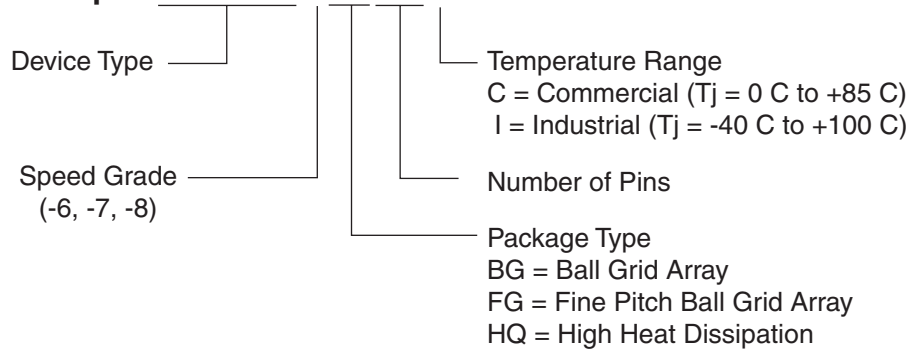 Device Type
Temperature Range
C = Commercial (Tj = 0 C to +85 C)
I = Industrial (Tj = -40 C to +100 C)
Speed Grade
(-6, -7, -8)
Number of Pins
Package Type
BG = Ball Grid Array
FG = Fine Pitch Ball Grid Array
HQ = High Heat Dissipation